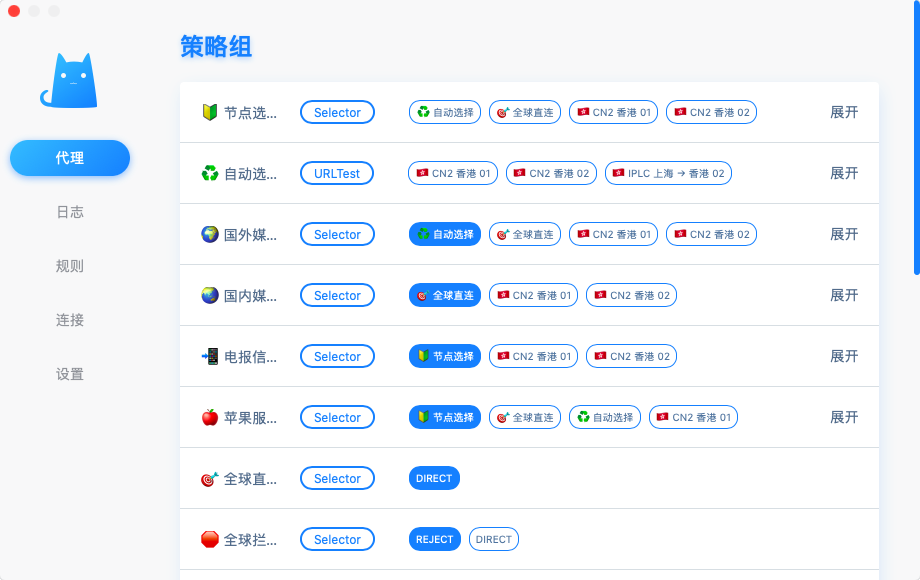 策略组
节点选... Selector 自动选择 全球直连 CN2 香港 01 CN2 香港 02 展开
代理
自动选... URLTest CN2 香港 01 CN2 香港 02 IPLC 上海 → 香港 02 展开
日志
国外媒... Selector 自动选择 全球直连 CN2 香港 01 CN2 香港 02 展开
规则
国内媒... Selector 全球直连 CN2 香港 01 CN2 香港 02 展开
连接
电报信... Selector 节点选择 CN2 香港 01 CN2 香港 02 展开
设置
苹果服... Selector 节点选择 全球直连 自动选择 CN2 香港 01 展开
全球直... Selector DIRECT
全球拦... Selector REJECT DIRECT